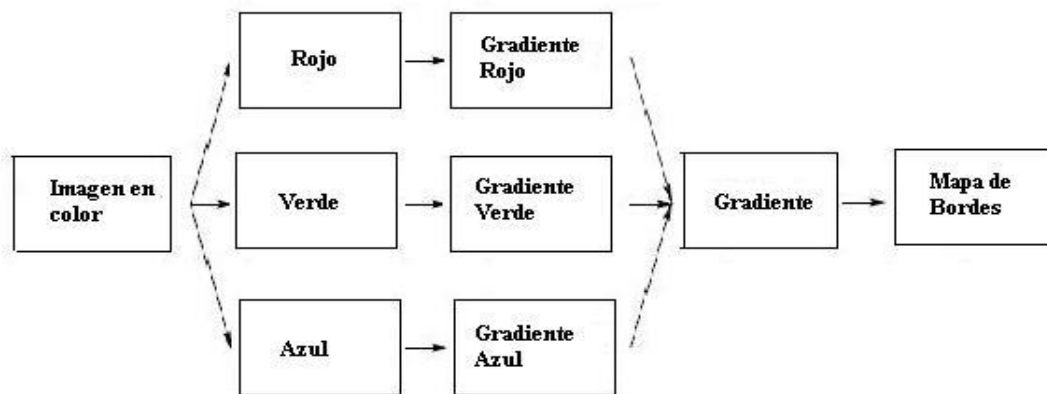 Rojo
Gradiente
Rojo
Imagen en
color
Verde
Gradiente
Verde
Gradiente
Mapa de
Bordes
Azul
Gradiente
Azul